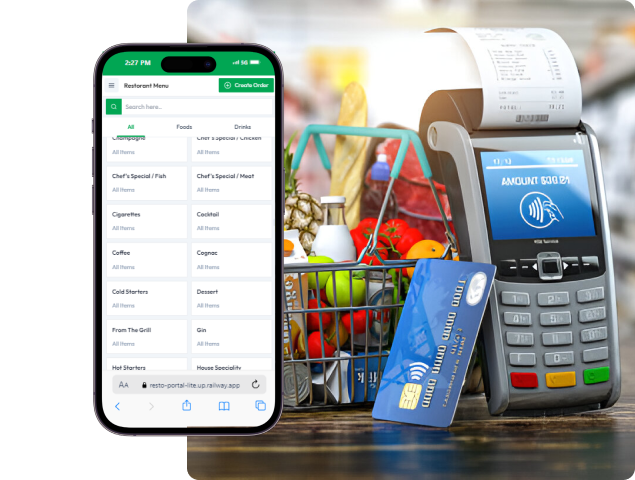 2:27 PM
5G
Restorant Menu
Create Order
Search here...
All
Foods
Drinks
Champagne
Chef's Special / Chicken
All Items
All Items
Chef's Special / Fish
Chef's Special / Meat
All Items
All Items
Cigarettes
Cocktail
All Items
All Items
Coffee
Cognac
All Items
All Items
Cold Starters
Dessert
All Items
All Items
From The Grill
Gin
All Items
All Items
Hot Starters
House Speciality
AA
resto-portal-lite.up.railway.app
AMOUNT
TOTAL: